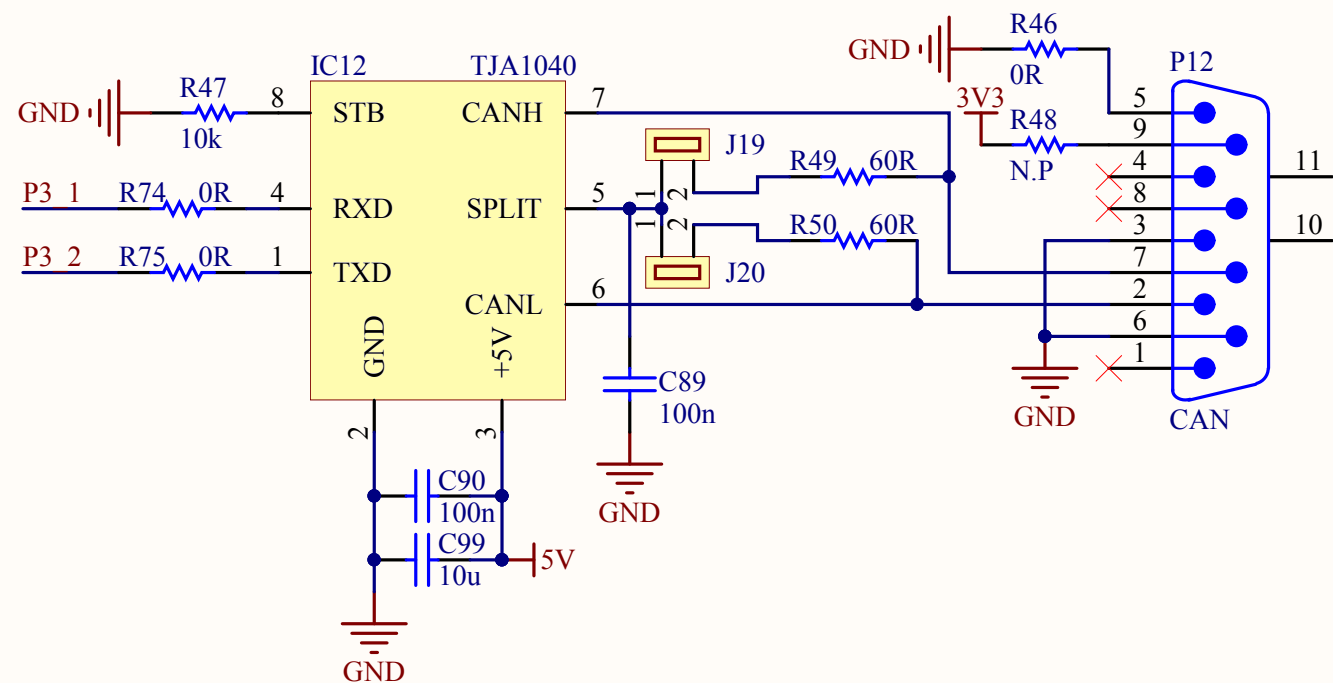 R46
GND
0R
P12
IC12
TJA1040
R47
8
STB
CANH
7
3V3
5
GND
10k
R48
9
J19
N.P
4
11
R49
60R
1
2
P3_1
R74
0R
4
RXD
SPLIT
5
8
1
2
R50
60R
3
10
P3_2
R75
0R
1
TXD
J20
7
CANL
6
2
GND
+5V
6
1
C89
100n
GND
CAN
2
3
C90
100n
GND
C99
10u
5V
GND